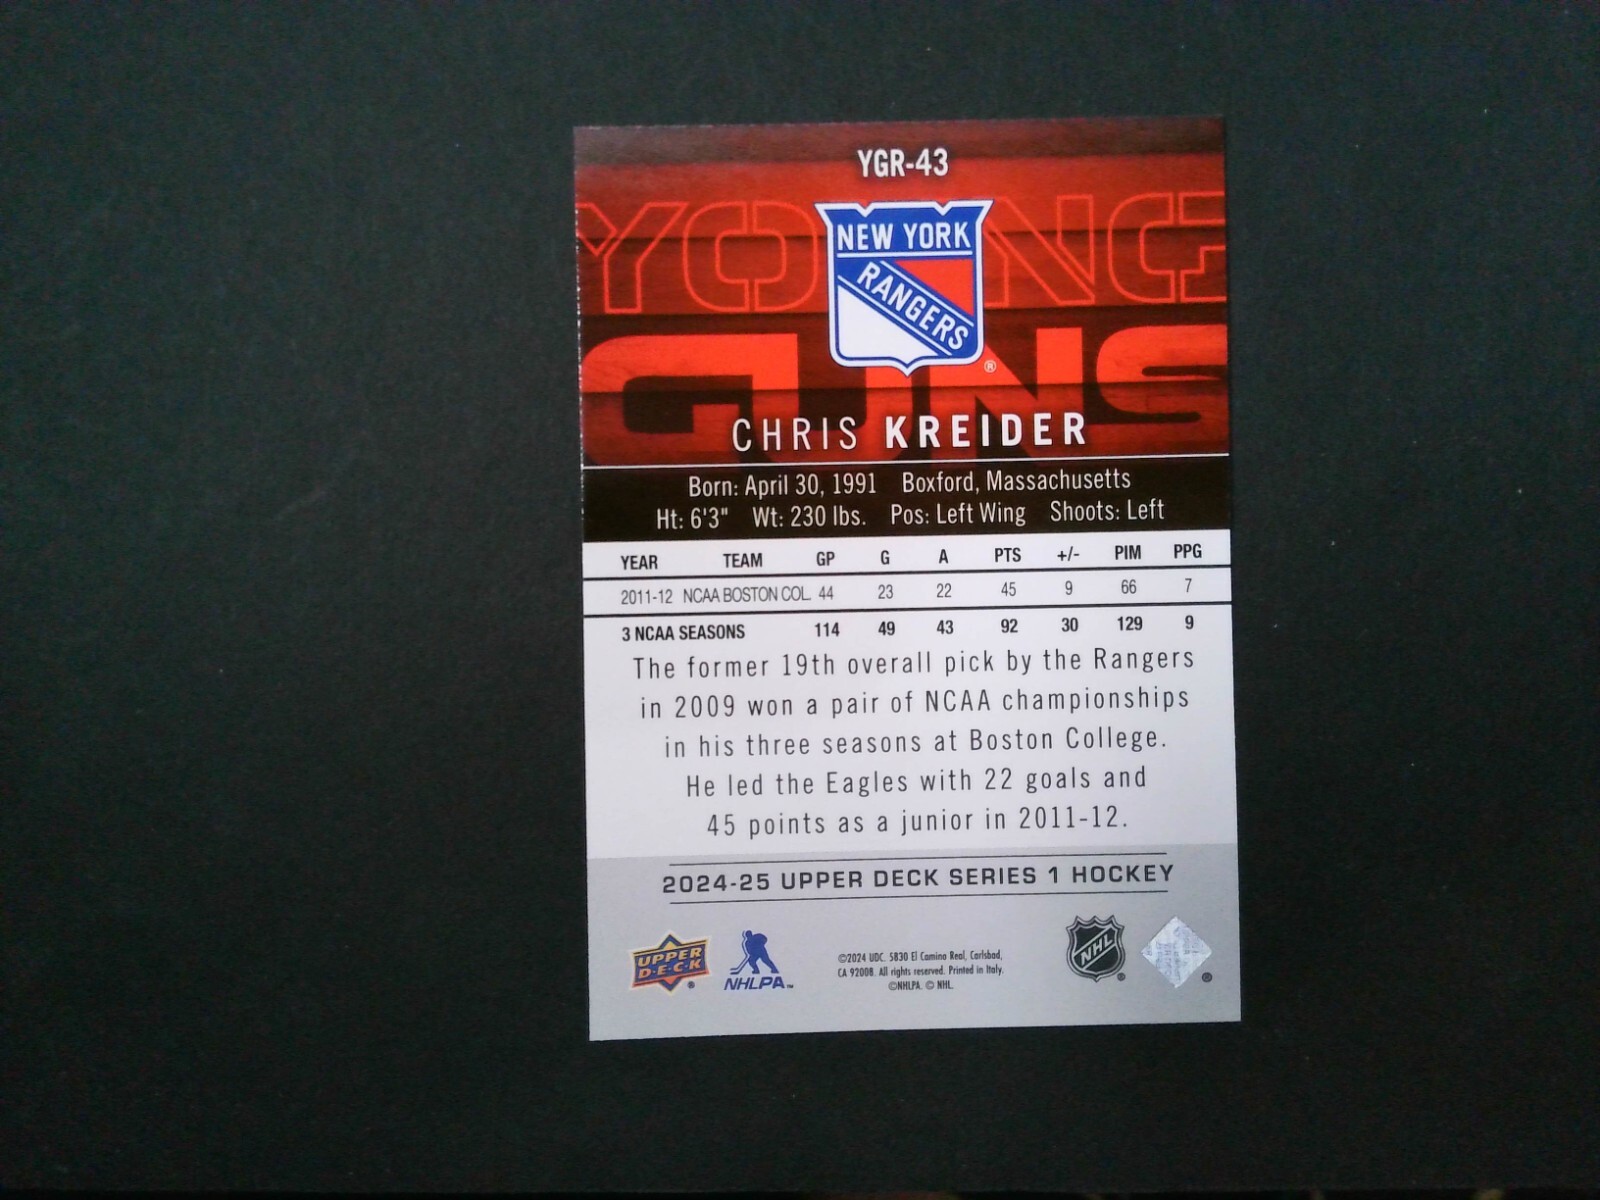 YGR-43
YOUNG
NEW YORK
RANGERS
®
GUNS
CHRIS KREIDER
Born: April 30, 1991 Boxford, Massachusetts
Ht: 6'3" Wt: 230 lbs. Pos: Left Wing Shoots: Left
YEAR TEAM GP G A PTS +/- PIM PPG
2011-12 NCAA BOSTON COL. 44 23 22 45 9 66 7
3 NCAA SEASONS 114 49 43 92 30 129 9
The former 19th overall pick by the Rangers
in 2009 won a pair of NCAA championships
in his three seasons at Boston College.
He led the Eagles with 22 goals and
45 points as a junior in 2011-12.
2024-25 UPPER DECK SERIES 1 HOCKEY
UPPER
D·E·C·K
®
NHLPA™
©2024 UDC. 5830 El Camino Real, Carlsbad,
CA 92008. All rights reserved. Printed in Italy.
©NHLPA. © NHL.
NHL
®